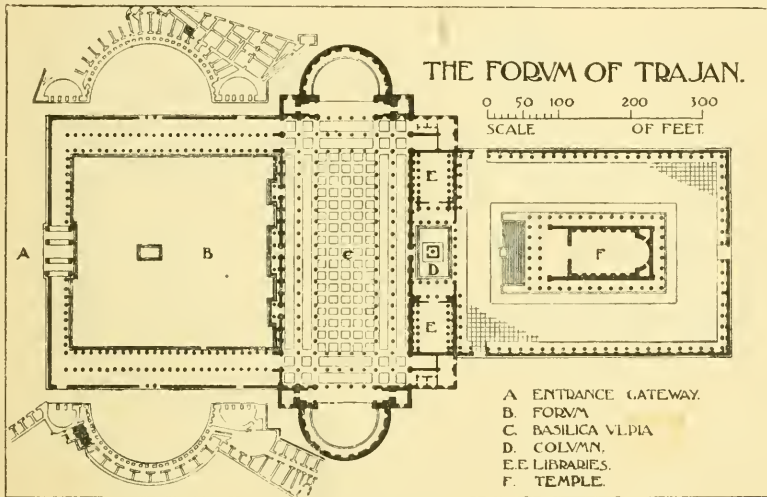 THE FORVM OF TRAJAN.
0 50 100 200 300
SCALE OF FEET.
A
B
C
D
E
E
F
A ENTRANCE GATEWAY.
B. FORVM
C. BASILICA VLPIA
D. COLVMN.
E.E LIBRARIES.
F. TEMPLE.